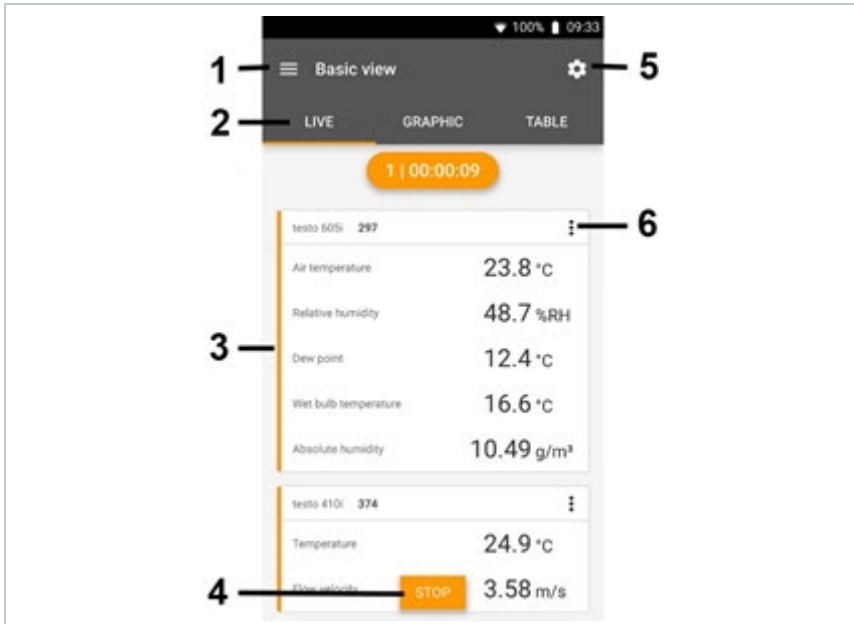 100% 09:33
1 Basic view 5
2 LIVE GRAPHIC TABLE
1 | 00:00:09
testo 605i 297 6
Air temperature 23.8 °C
Relative humidity 48.7 %RH
3
Dew point 12.4 °C
Wet bulb temperature 16.6 °C
Absolute humidity 10.49 g/m³
testo 410i 374
Temperature 24.9 °C
4 Flow velocity STOP 3.58 m/s